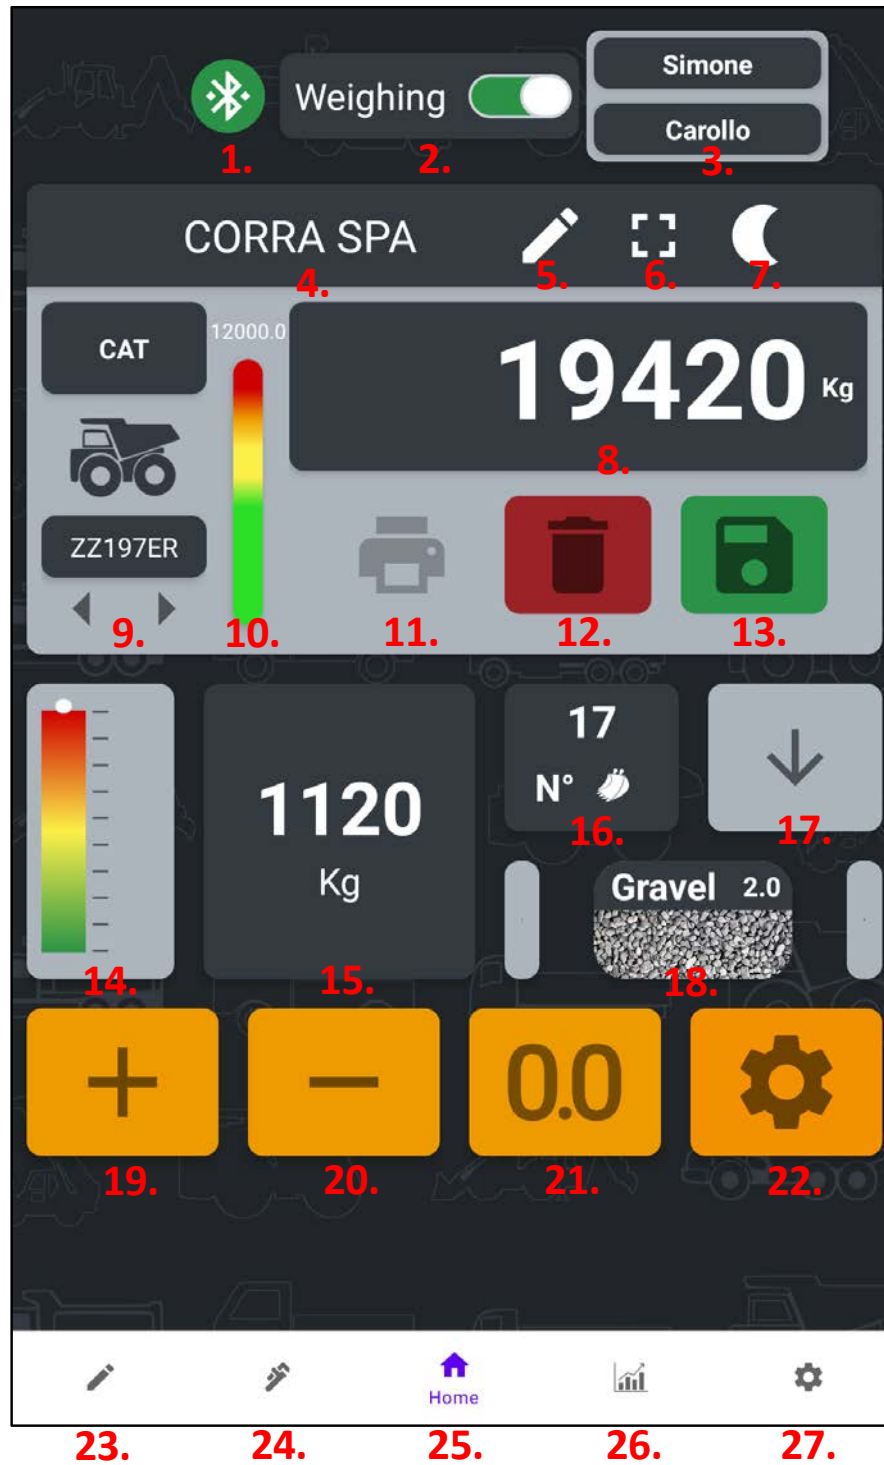 Simone
Weighing
Carollo
1.
2.
3.
CORRA SPA
4.
5.
6.
7.
CAT
12000.0
19420 Kg
8.
ZZ197ER
9.
10.
11.
12.
13.
17
N°
1120
Kg
16.
17.
Gravel 2.0
14.
15.
18.
0.0
19.
20.
21.
22.
Home
23.
24.
25.
26.
27.